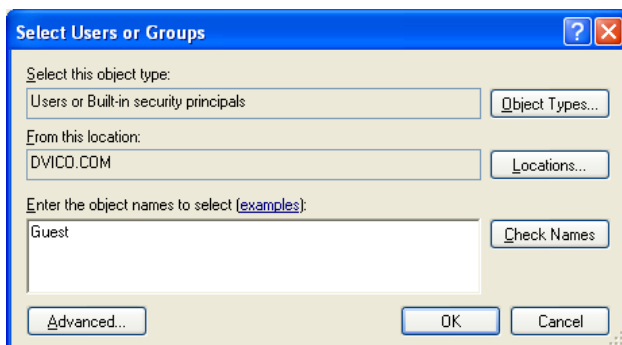 Select Users or Groups
Select this object type:
Users or Built-in security principals
Object Types...
From this location:
DVICO.COM
Locations...
Enter the object names to select (examples):
Guest
Check Names
Advanced...
OK
Cancel